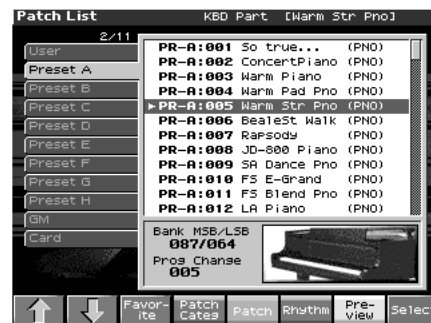 Patch List KBD Part [Warm Str Pno]
2/11
User
Preset A
Preset B
Preset C
Preset D
Preset E
Preset F
Preset G
Preset H
GM
Card
PR-A:001 So true... (PNO)
PR-A:002 ConcertPiano (PNO)
PR-A:003 Warm Piano (PNO)
PR-A:004 Warm Pad Pno (PNO)
PR-A:005 Warm Str Pno (PNO)
PR-A:006 BealeSt Walk (PNO)
PR-A:007 Rapsody (PNO)
PR-A:008 JD-800 Piano (PNO)
PR-A:009 SA Dance Pno (PNO)
PR-A:010 FS E-Grand (PNO)
PR-A:011 FS Blend Pno (PNO)
PR-A:012 LA Piano (PNO)
Bank MSB/LSB
087/064
Prog Change
005
Favor-
ite
Patch
Categ
Patch
Rhythm
Pre-
view
Select